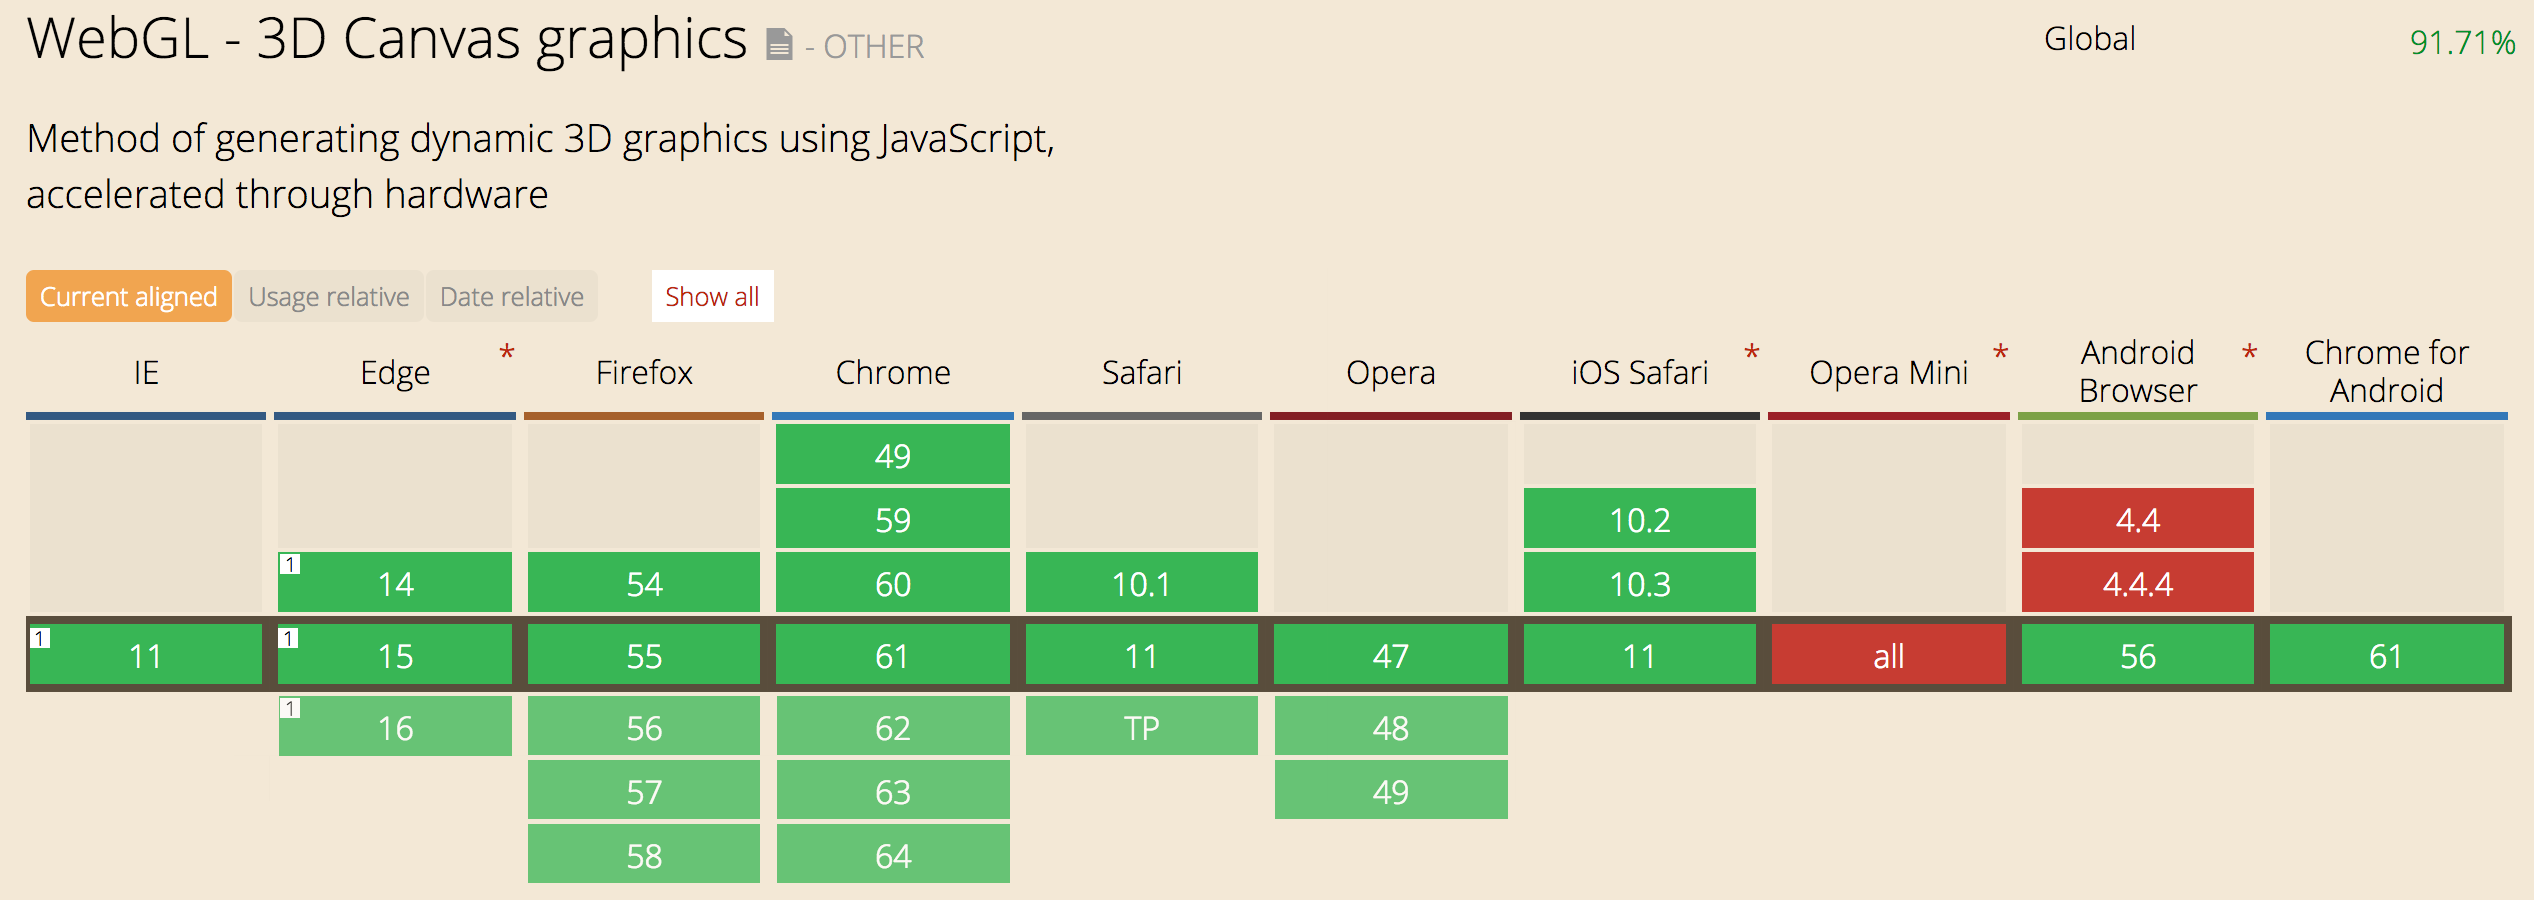 WebGL - 3D Canvas graphics - OTHER
Global 91.71%
Method of generating dynamic 3D graphics using JavaScript,
accelerated through hardware
Current aligned Usage relative Date relative Show all
IE Edge * Firefox Chrome Safari Opera iOS Safari * Opera Mini * Android Browser * Chrome for Android
49
59 10.2 4.4
1 14 54 60 10.1 10.3 4.4.4
1 11 1 15 55 61 11 47 11 all 56 61
1 16 56 62 TP 48
57 63 49
58 64